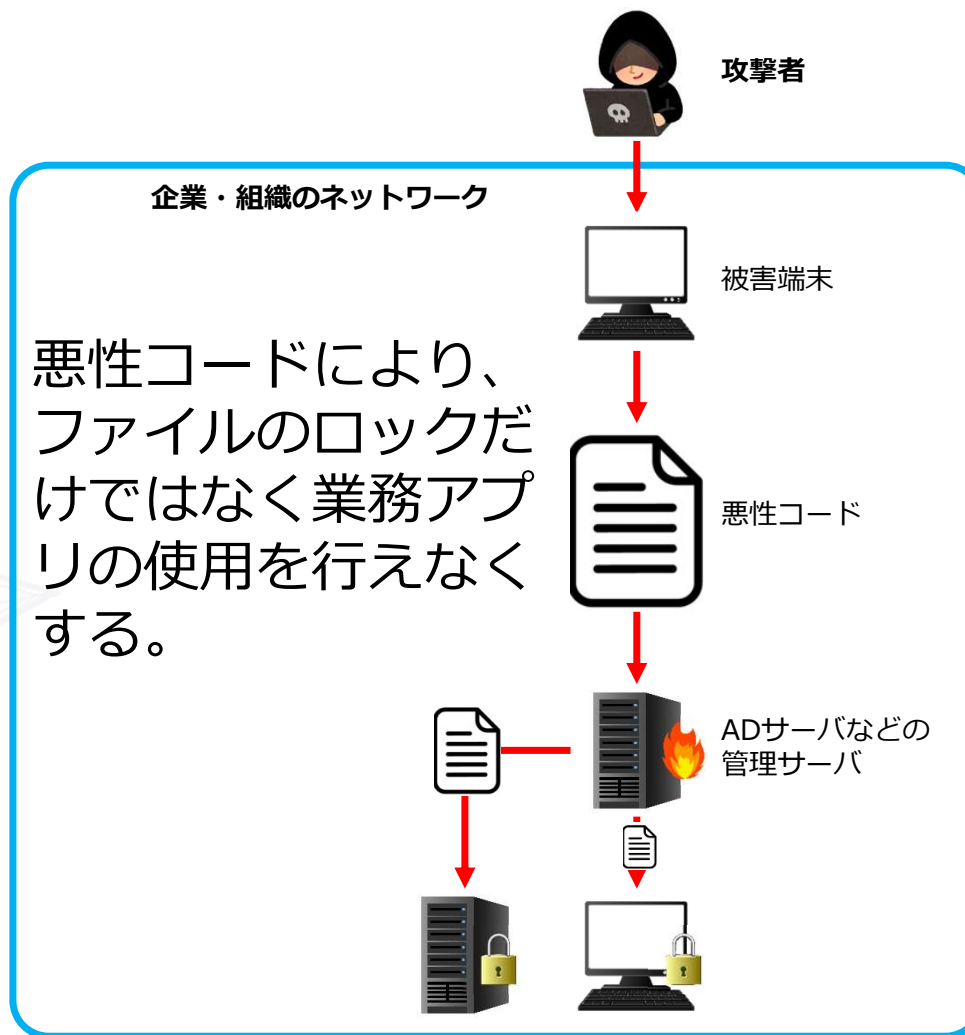 攻撃者
企業・組織のネットワーク
被害端末
悪性コードにより、
ファイルのロックだ
けではなく業務アプ
リの使用を行えなく
する。
悪性コード
ADサーバなどの
管理サーバ